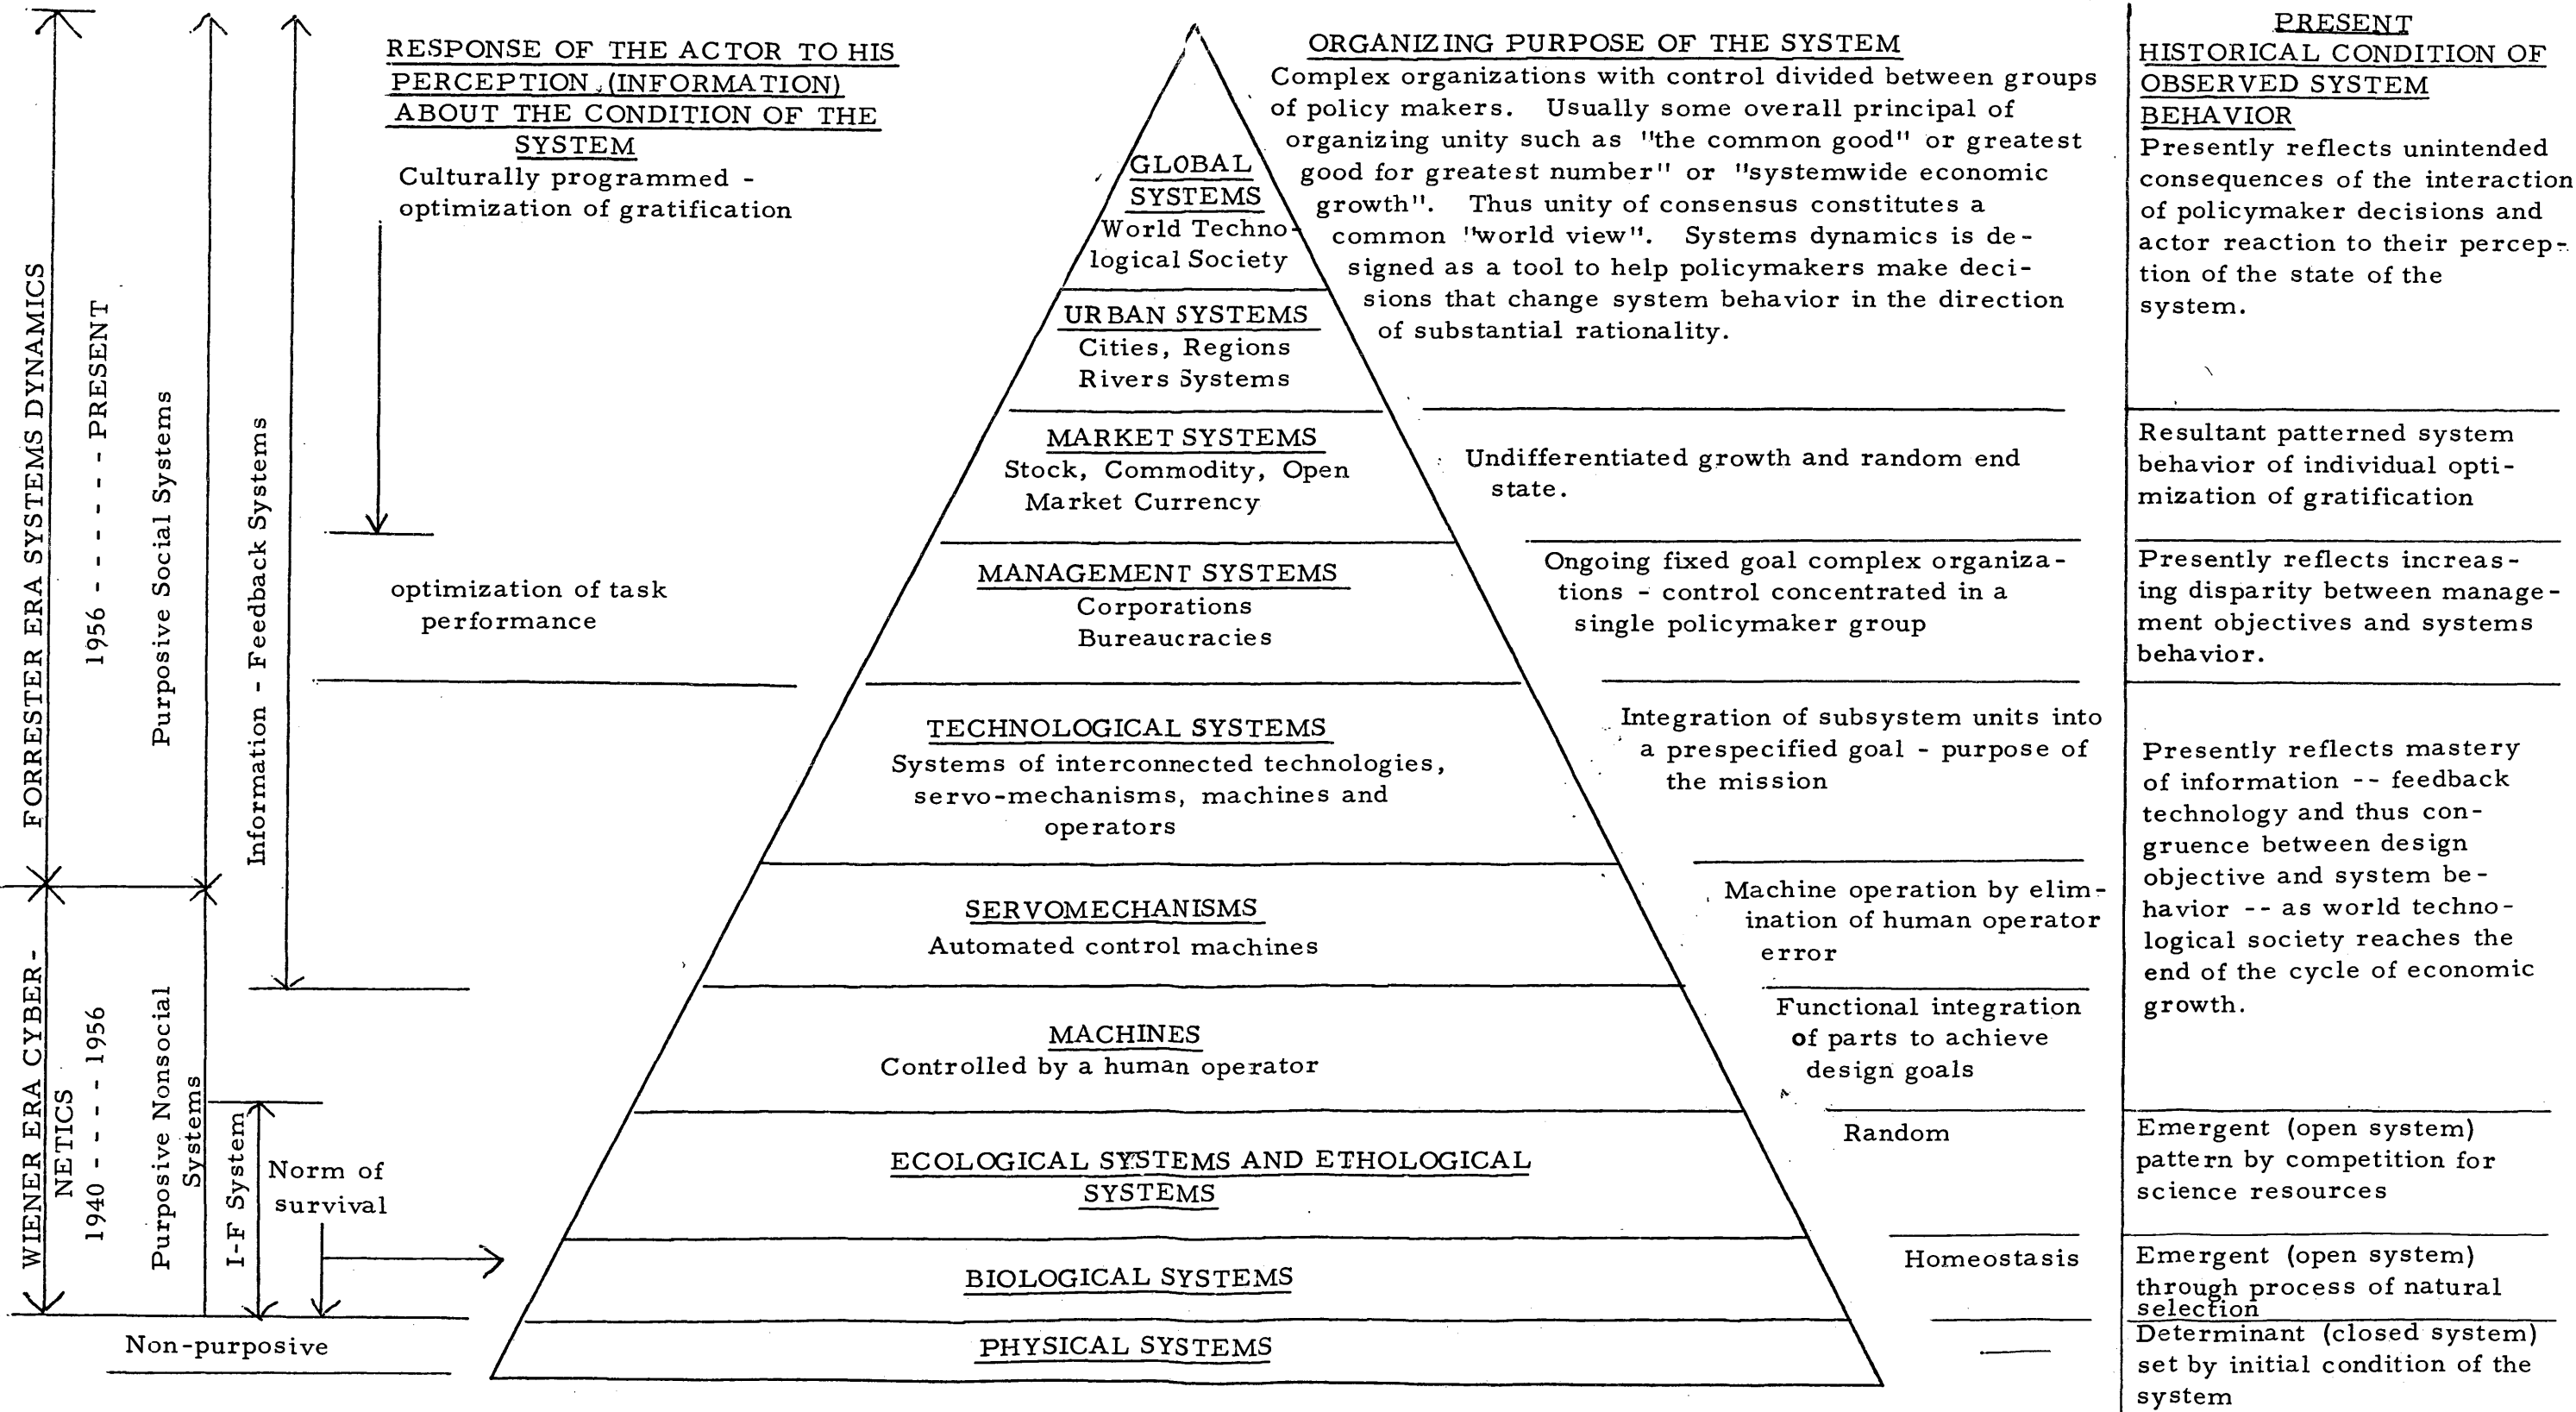 FORRESTER ERA SYSTEMS DYNAMICS
1956 - - - - - PRESENT
Purposive Social Systems
Information - Feedback Systems
WIENER ERA CYBER-
NETICS
1940 - - - - 1956
Purposive Nonsocial
Systems
I-F System
Norm of
survival
Non-purposive
RESPONSE OF THE ACTOR TO HIS
PERCEPTION (INFORMATION)
ABOUT THE CONDITION OF THE
SYSTEM
Culturally programmed -
optimization of gratification
optimization of task
performance
GLOBAL
SYSTEMS
World Techno-
logical Society
URBAN SYSTEMS
Cities, Regions
Rivers Systems
MARKET SYSTEMS
Stock, Commodity, Open
Market Currency
MANAGEMENT SYSTEMS
Corporations
Bureaucracies
TECHNOLOGICAL SYSTEMS
Systems of interconnected technologies,
servo-mechanisms, machines and
operators
SERVOMECHANISMS
Automated control machines
MACHINES
Controlled by a human operator
ECOLOGICAL SYSTEMS AND ETHOLOGICAL
SYSTEMS
BIOLOGICAL SYSTEMS
PHYSICAL SYSTEMS
ORGANIZING PURPOSE OF THE SYSTEM
Complex organizations with control divided between groups
of policy makers. Usually some overall principal of
organizing unity such as "the common good" or greatest
good for greatest number" or "systemwide economic
growth". Thus unity of consensus constitutes a
common "world view". Systems dynamics is de-
signed as a tool to help policymakers make deci-
sions that change system behavior in the direction
of substantial rationality.
Undifferentiated growth and random end
state.
Ongoing fixed goal complex organiza-
tions - control concentrated in a
single policymaker group
Integration of subsystem units into
a prespecified goal - purpose of
the mission
Machine operation by elim-
ination of human operator
error
Functional integration
of parts to achieve
design goals
Random
Homeostasis
PRESENT
HISTORICAL CONDITION OF
OBSERVED SYSTEM
BEHAVIOR
Presently reflects unintended
consequences of the interaction
of policymaker decisions and
actor reaction to their percep-
tion of the state of the
system.
Resultant patterned system
behavior of individual opti-
mization of gratification
Presently reflects increas-
ing disparity between manage-
ment objectives and systems
behavior.
Presently reflects mastery
of information -- feedback
technology and thus con-
gruence between design
objective and system be-
havior -- as world techno-
logical society reaches the
end of the cycle of economic
growth.
Emergent (open system)
pattern by competition for
science resources
Emergent (open system)
through process of natural
selection
Determinant (closed system)
set by initial condition of the
system